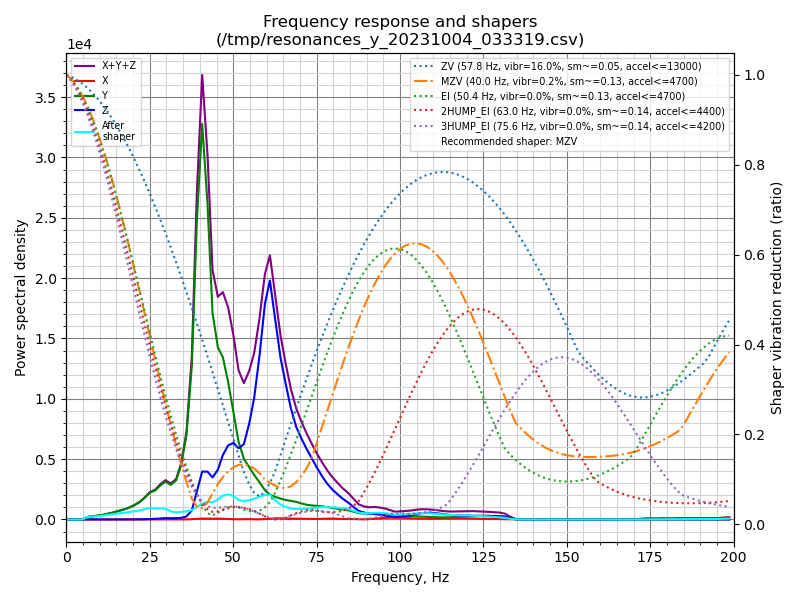 Frequency response and shapers
(/tmp/resonances_y_20231004_033319.csv)
1e4
X+Y+Z
X
Y
Z
After
shaper
ZV (57.8 Hz, vibr=16.0%, sm~=0.05, accel<=13000)
MZV (40.0 Hz, vibr=0.2%, sm~=0.13, accel<=4700)
EI (50.4 Hz, vibr=0.0%, sm~=0.13, accel<=4700)
2HUMP_EI (63.0 Hz, vibr=0.0%, sm~=0.14, accel<=4400)
3HUMP_EI (75.6 Hz, vibr=0.0%, sm~=0.14, accel<=4200)
Recommended shaper: MZV
Power spectral density
3.5
3.0
2.5
2.0
1.5
1.0
0.5
0.0
1.0
0.8
0.6
0.4
0.2
0.0
Shaper vibration reduction (ratio)
0 25 50 75 100 125 150 175 200
Frequency, Hz